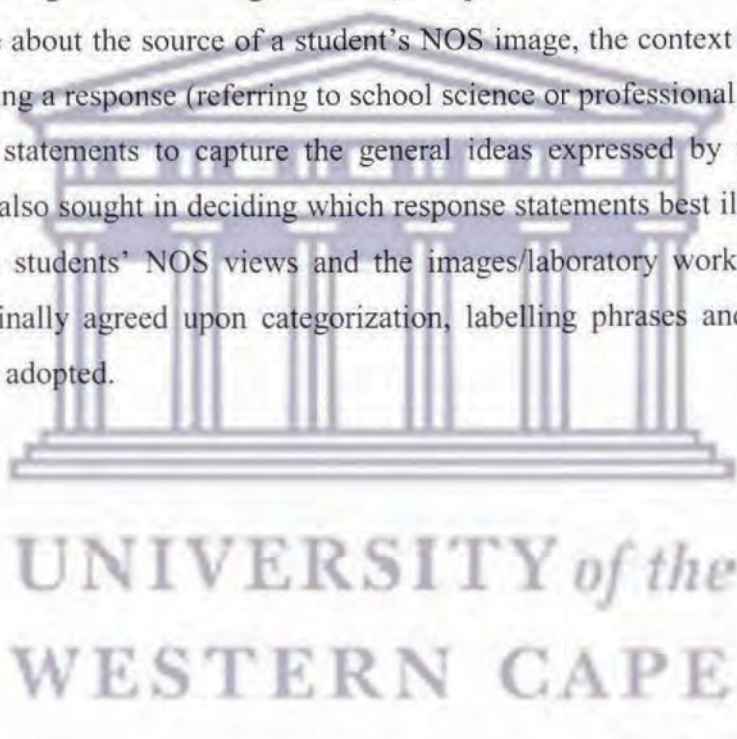 about the source of a student's NOS image, the context
ng a response (referring to school science or professional
statements to capture the general ideas expressed by
also sought in deciding which response statements best il
students' NOS views and the images/laboratory work
inally agreed upon categorization, labelling phrases and
adopted.
UNIVERSITY of the
WESTERN CAPE